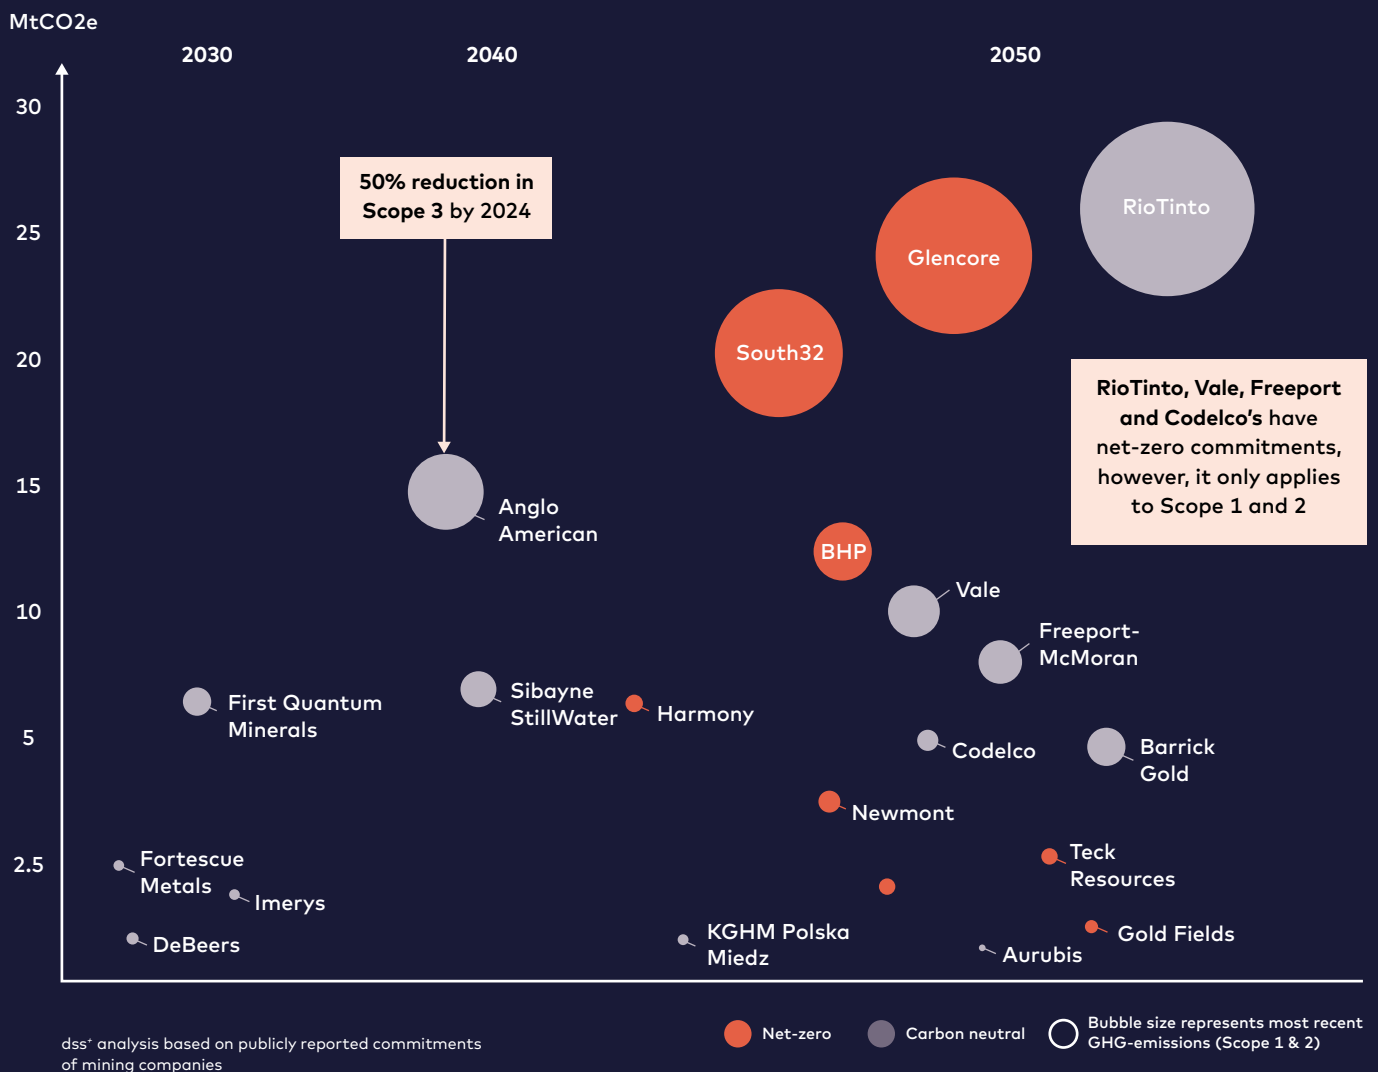 MtCO2e
2030
2040
2050
30
25
20
15
10
5
2.5
50% reduction in
Scope 3 by 2024
RioTinto
Glencore
South32
RioTinto, Vale, Freeport
and Codelco’s have
net-zero commitments,
however, it only applies
to Scope 1 and 2
Anglo
American
BHP
Vale
Freeport-
McMoran
First Quantum
Minerals
Sibayne
StillWater
Harmony
Codelco
Barrick
Gold
Newmont
Fortescue
Metals
Imerys
DeBeers
Teck
Resources
KGHM Polska
Miedz
Aurubis
Gold Fields
Net-zero
Carbon neutral
Bubble size represents most recent
GHG-emissions (Scope 1 & 2)
dss⁺ analysis based on publicly reported commitments
of mining companies